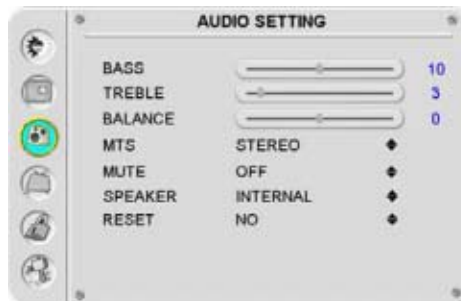 AUDIO SETTING
BASS 10
TREBLE 3
BALANCE 0
MTS STEREO
MUTE OFF
SPEAKER INTERNAL
RESET NO